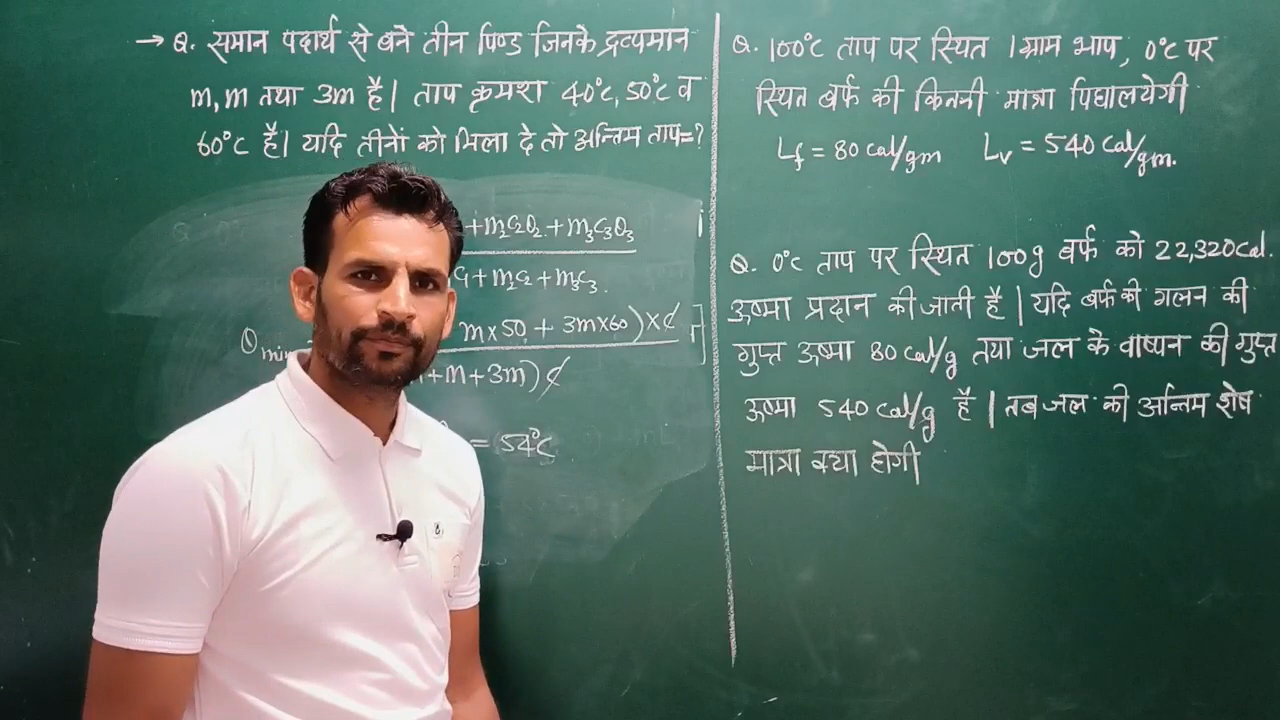 → Q. समान पदार्थ से बने तीन पिण्ड जिनके द्रव्यमान
m, m तथा 3m है| ताप क्रमशः 40°c, 50°c व
60°c है| यदि तीनों को मिला दे तो अन्तिम ताप=?
+ m₂c₂θ₂ + m₃c₃θ₃
+ m₂c₂ + m₃c₃.
θmin
m×50 + 3m×60) × c
+ m + 3m) c
= 54°c
Q. 100°c ताप पर स्थित 1ग्राम भाप, 0°c पर
स्थित बर्फ की कितनी मात्रा पिघालयेगी
Lf = 80 cal/gm Lv = 540 cal/gm.
Q. 0°c ताप पर स्थित 100g बर्फ को 22,320 cal.
ऊष्मा प्रदान की जाती है | यदि बर्फ की गलन की
गुप्त ऊष्मा 80 cal/g तथा जल के वाष्पन की गुप्त
ऊष्मा 540 cal/g है | तब जल की अन्तिम शेष
मात्रा क्या होगी